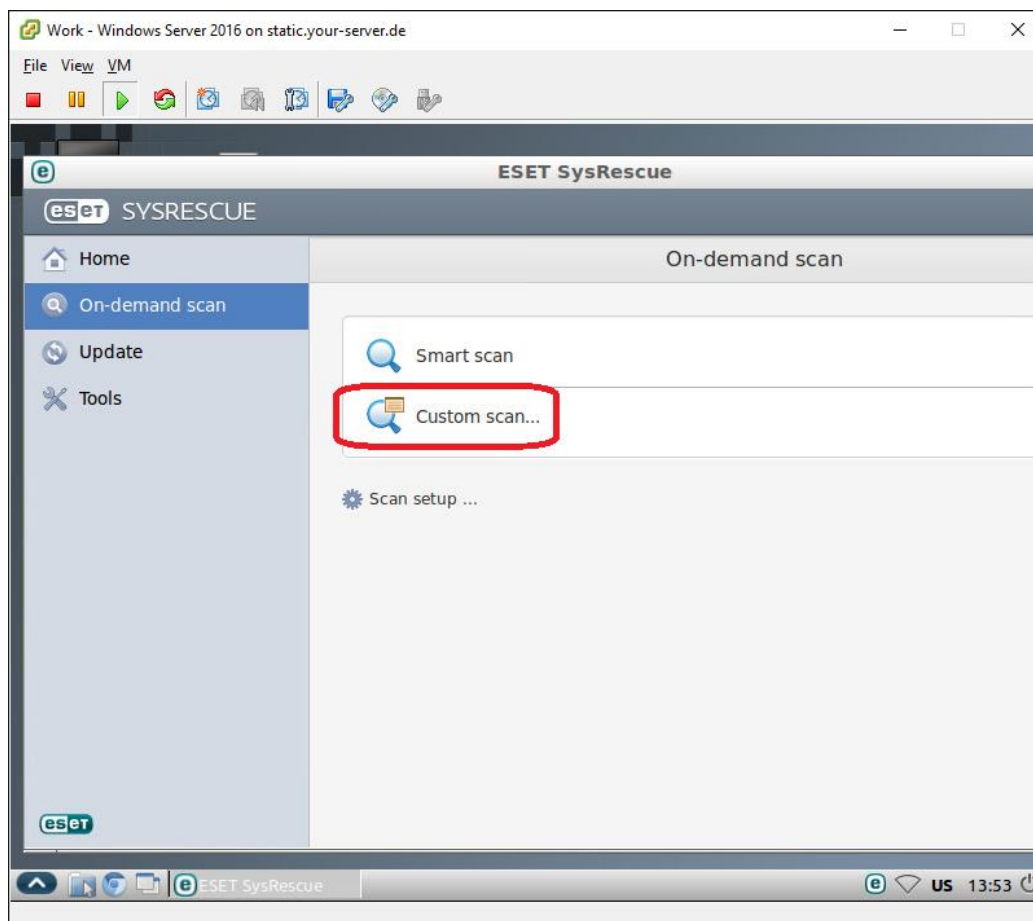 Work - Windows Server 2016 on static.your-server.de
File View VM
ESET SysRescue
eseT SYSRESCUE
Home
On-demand scan
On-demand scan
Smart scan
Update
Tools
Custom scan...
Scan setup ...
eseT
ESET SysRescue
US 13:53